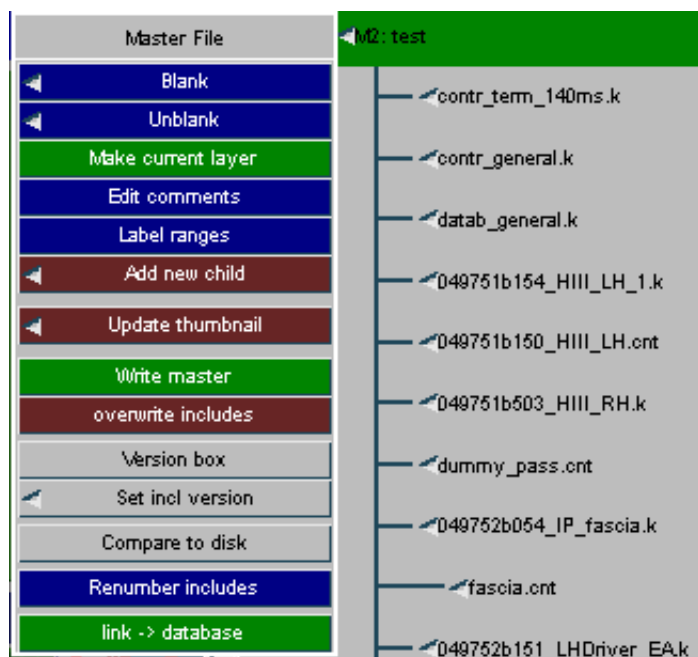 Master File
Blank
Unblank
Make current layer
Edit comments
Label ranges
Add new child
Update thumbnail
Write master
overwrite includes
Version box
Set incl version
Compare to disk
Renumber includes
link -> database
M2: test
contr_term_140ms.k
contr_general.k
datab_general.k
049751b154_HIII_LH_1.k
049751b150_HIII_LH.cnt
049751b503_HIII_RH.k
dummy_pass.cnt
049752b054_IP_fascia.k
fascia.cnt
049752b151_LHDriver_EA.k